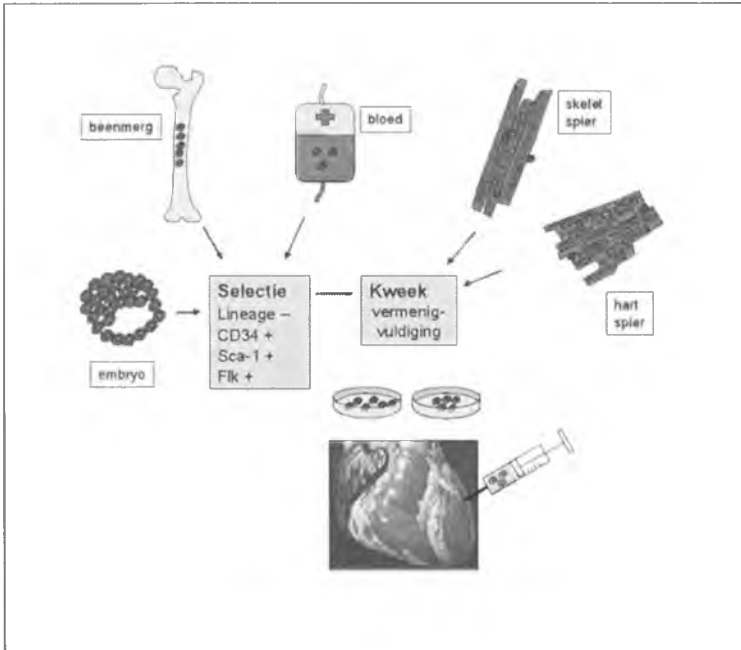 beenmerg
bloed
skelet
spier
hart
spier
embryo
Selectie
Lineage –
CD34 +
Sca-1 +
Flk +
Kweek
vermenig-
vuldiging